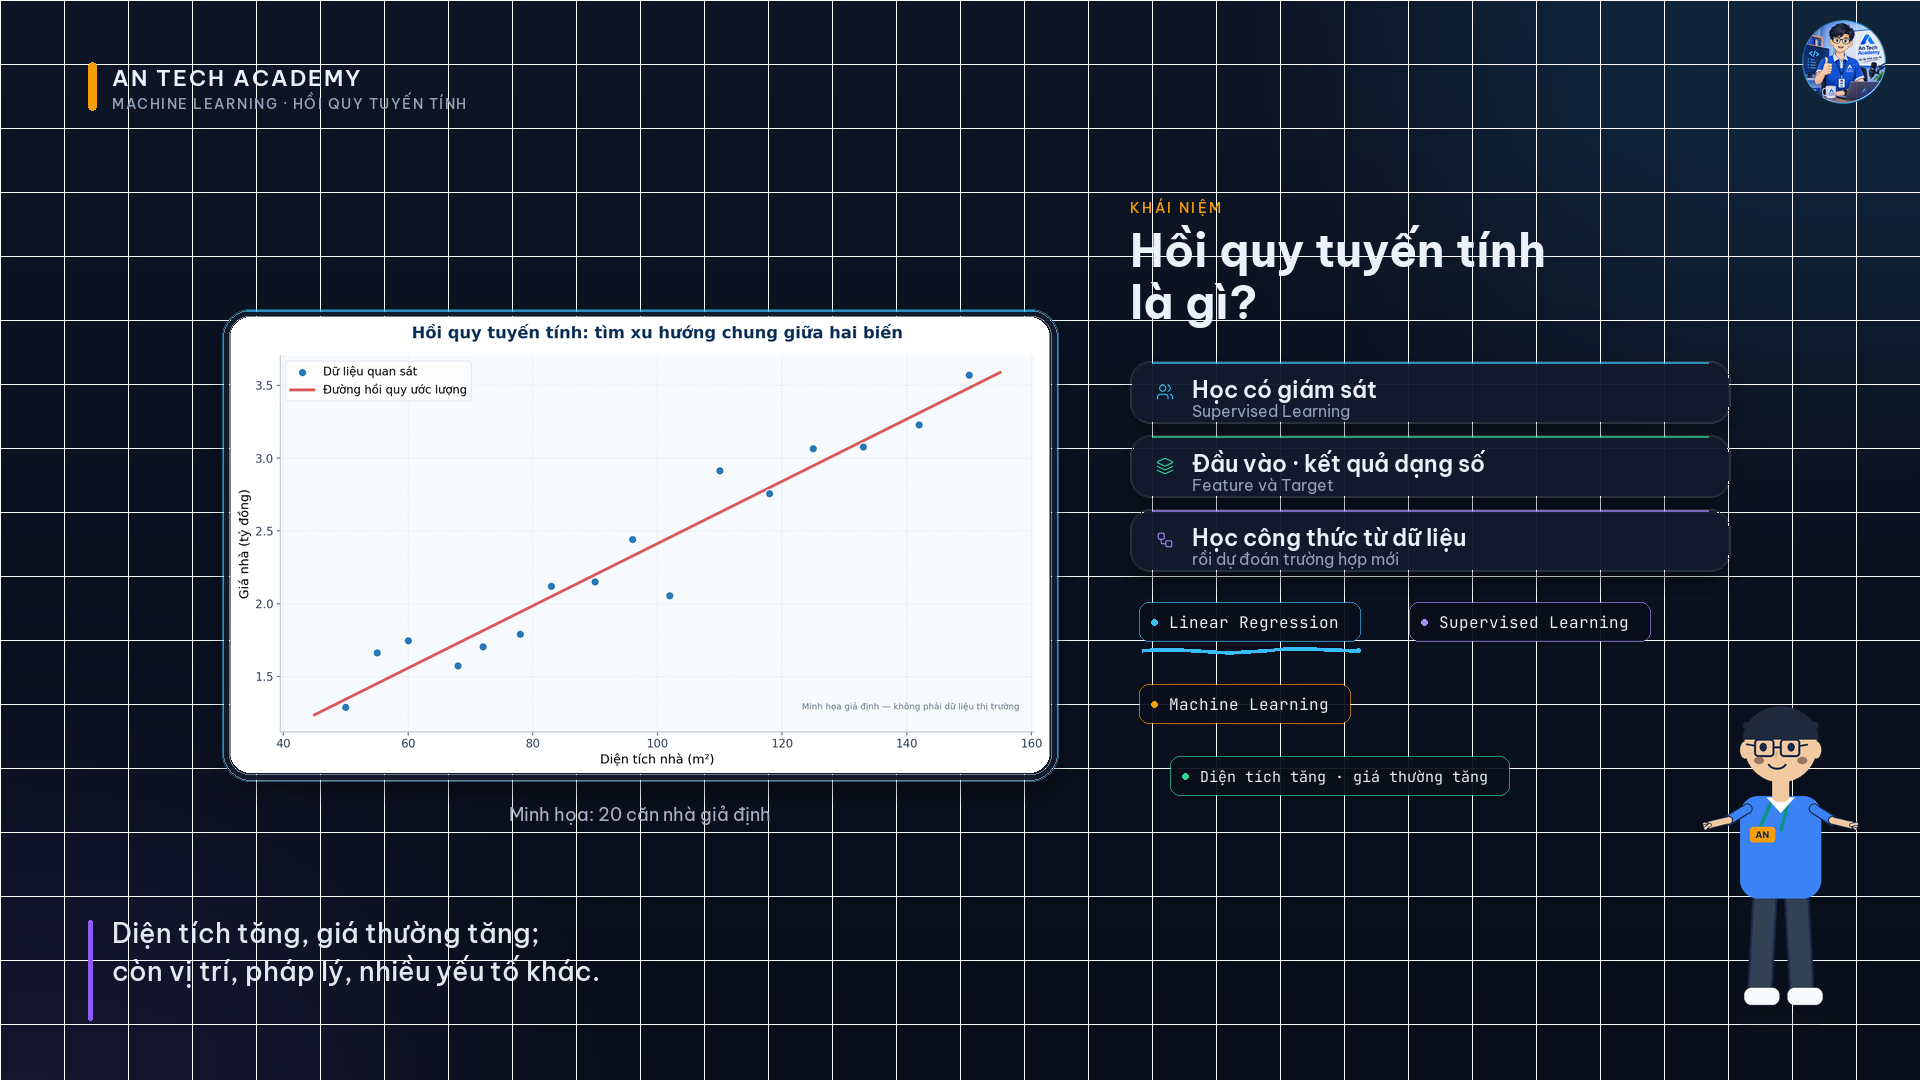 AN TECH ACADEMY
MACHINE LEARNING · HỒI QUY TUYẾN TÍNH
An Tech
Academy
KHÁI NIỆM
Hồi quy tuyến tính
là gì?
Hồi quy tuyến tính: tìm xu hướng chung giữa hai biến
Dữ liệu quan sát
Đường hồi quy ước lượng
3.5
3.0
2.5
2.0
1.5
Giá nhà (tỷ đồng)
Minh họa giả định — không phải dữ liệu thị trường
40 60 80 100 120 140 160
Diện tích nhà (m²)
Minh họa: 20 căn nhà giả định
Học có giám sát
Supervised Learning
Đầu vào · kết quả dạng số
Feature và Target
Học công thức từ dữ liệu
rồi dự đoán trường hợp mới
Linear Regression
Supervised Learning
Machine Learning
Diện tích tăng · giá thường tăng
AN
Diện tích tăng, giá thường tăng;
còn vị trí, pháp lý, nhiều yếu tố khác.